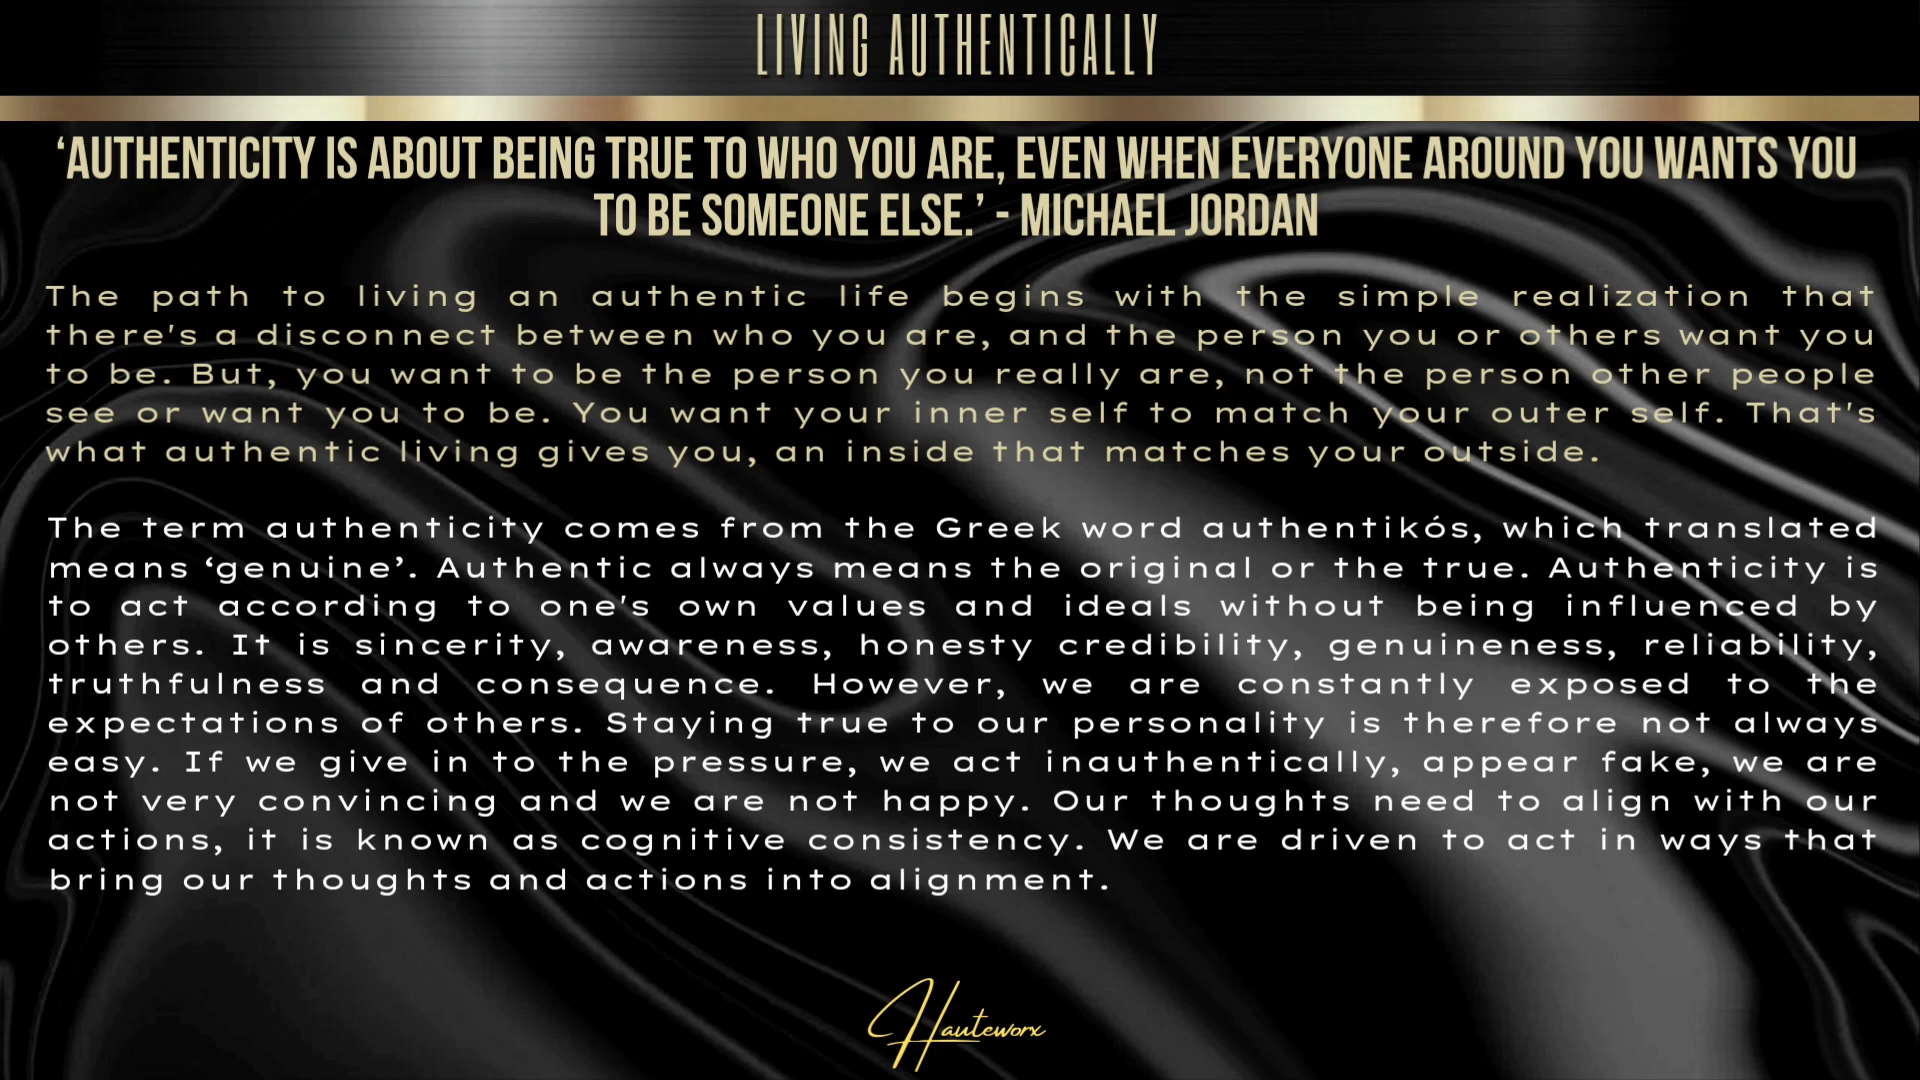 LIVING AUTHENTICALLY
‘AUTHENTICITY IS ABOUT BEING TRUE TO WHO YOU ARE, EVEN WHEN EVERYONE AROUND YOU WANTS YOU
TO BE SOMEONE ELSE.’ - MICHAEL JORDAN
The path to living an authentic life begins with the simple realization that
there's a disconnect between who you are, and the person you or others want you
to be. But, you want to be the person you really are, not the person other people
see or want you to be. You want your inner self to match your outer self. That's
what authentic living gives you, an inside that matches your outside.
The term authenticity comes from the Greek word authentikós, which translated
means ‘genuine’. Authentic always means the original or the true. Authenticity is
to act according to one's own values and ideals without being influenced by
others. It is sincerity, awareness, honesty credibility, genuineness, reliability,
truthfulness and consequence. However, we are constantly exposed to the
expectations of others. Staying true to our personality is therefore not always
easy. If we give in to the pressure, we act inauthentically, appear fake, we are
not very convincing and we are not happy. Our thoughts need to align with our
actions, it is known as cognitive consistency. We are driven to act in ways that
bring our thoughts and actions into alignment.
Hauteworx